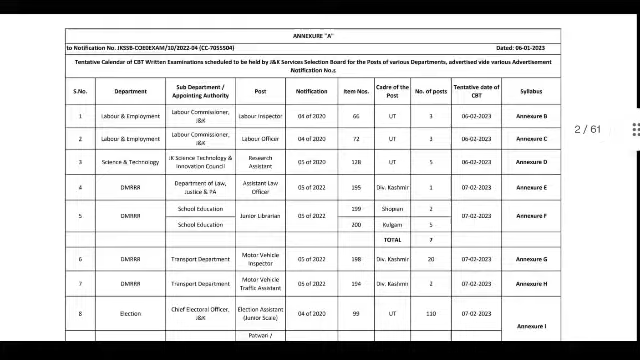 ANNEXURE "A"
to Notification No. JKSSB-COE0EXAM/10/2022-04 (CC-7055504) Dated: 06-01-2023
Tentative Calendar of CBT Written Examinations scheduled to be held by J&K Services Selection Board for the Posts of various Departments, advertised vide various Advertisement
Notification No.s
S.No. Department Sub Department / Appointing Authority Post Notification Item Nos. Cadre of the Post No. of posts Tentative date of CBT Syllabus
1 Labour & Employment Labour Commissioner, J&K Labour Inspector 04 of 2020 66 UT 3 06-02-2023 Annexure B
2 Labour & Employment Labour Commissioner, J&K Labour Officer 04 of 2020 72 UT 3 06-02-2023 Annexure C
3 Science & Technology JK Science Technology & Innovation Council Research Assistant 05 of 2020 128 UT 5 06-02-2023 Annexure D
4 DMRRR Department of Law, Justice & PA Assistant Law Officer 05 of 2022 195 Div. Kashmir 1 07-02-2023 Annexure E
5 DMRRR School Education Junior Librarian 05 of 2022 199 Shopian 2 07-02-2023 Annexure F
School Education 200 Kulgam 5
TOTAL 7
6 DMRRR Transport Department Motor Vehicle Inspector 05 of 2022 198 Div. Kashmir 20 07-02-2023 Annexure G
7 DMRRR Transport Department Motor Vehicle Traffic Assistant 05 of 2022 194 Div. Kashmir 2 07-02-2023 Annexure H
8 Election Chief Electoral Officer, J&K Election Assistant (Junior Scale) 04 of 2020 99 UT 110 07-02-2023 Annexure I
Patwari /
2 / 61